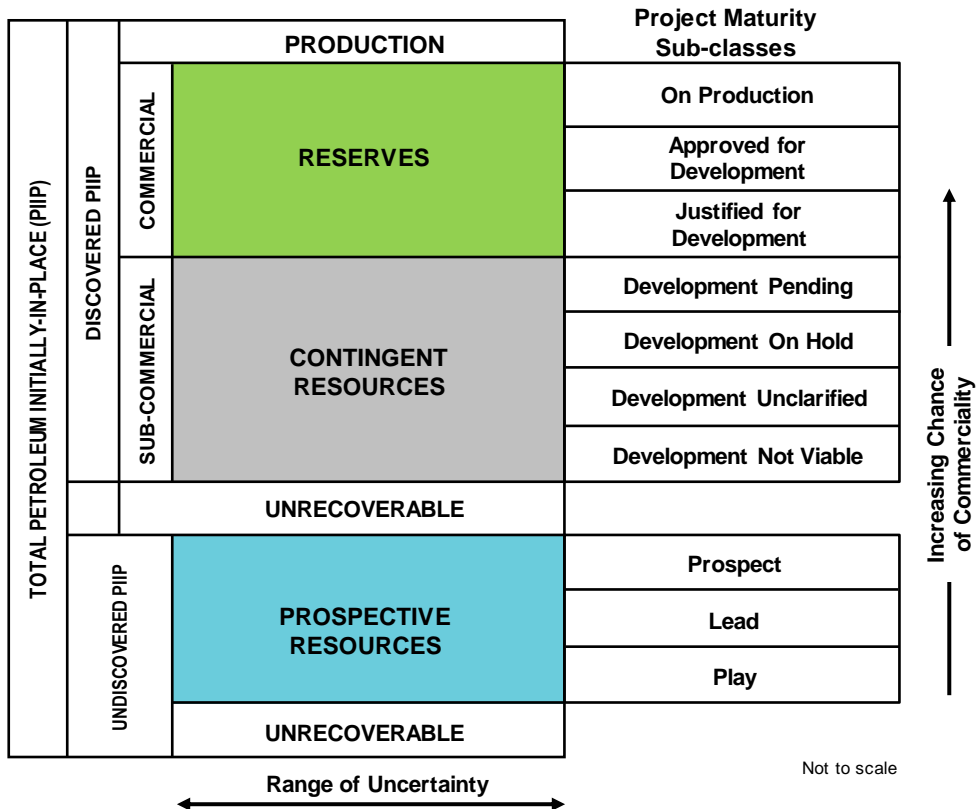 Project Maturity
Sub-classes
PRODUCTION
TOTAL PETROLEUM INITIALLY-IN-PLACE (PIIP)
DISCOVERED PIIP
COMMERCIAL
RESERVES
On Production
Approved for
Development
Justified for
Development
SUB-COMMERCIAL
CONTINGENT
RESOURCES
Development Pending
Development On Hold
Development Unclarified
Development Not Viable
UNRECOVERABLE
UNDISCOVERED PIIP
PROSPECTIVE
RESOURCES
Prospect
Lead
Play
UNRECOVERABLE
Increasing Chance
of Commerciality
Not to scale
Range of Uncertainty